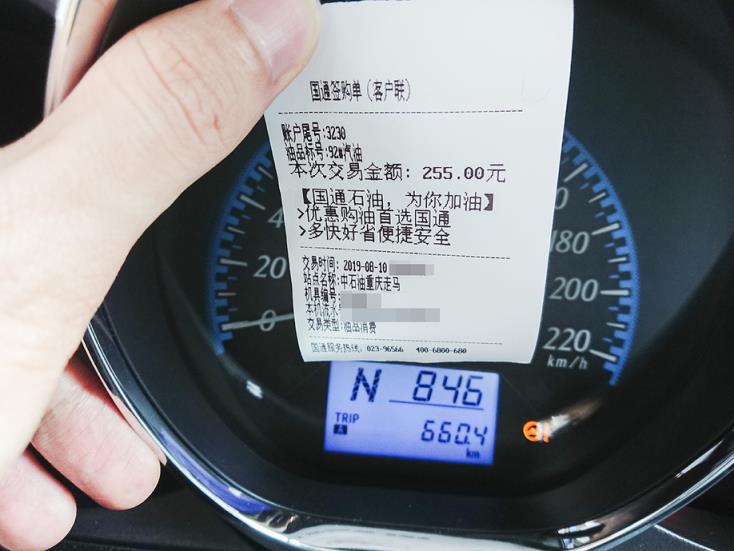 国通签购单(客户联)
账户尾号:3230
油品标号:92#汽油
本次交易金额: 255.00元
【国通石油，为你加油】
>优惠购油首选国通
>多快好省便捷安全
交易时间: 2019-08-10
站点名称:中石油重庆走马
机具编号:
本机流水
交易类型:油品消费
国通服务热线: 023-96566 400-6800-680
4
20
0
180
200
220
km/h
N 846
TRIP
A
660.4
km